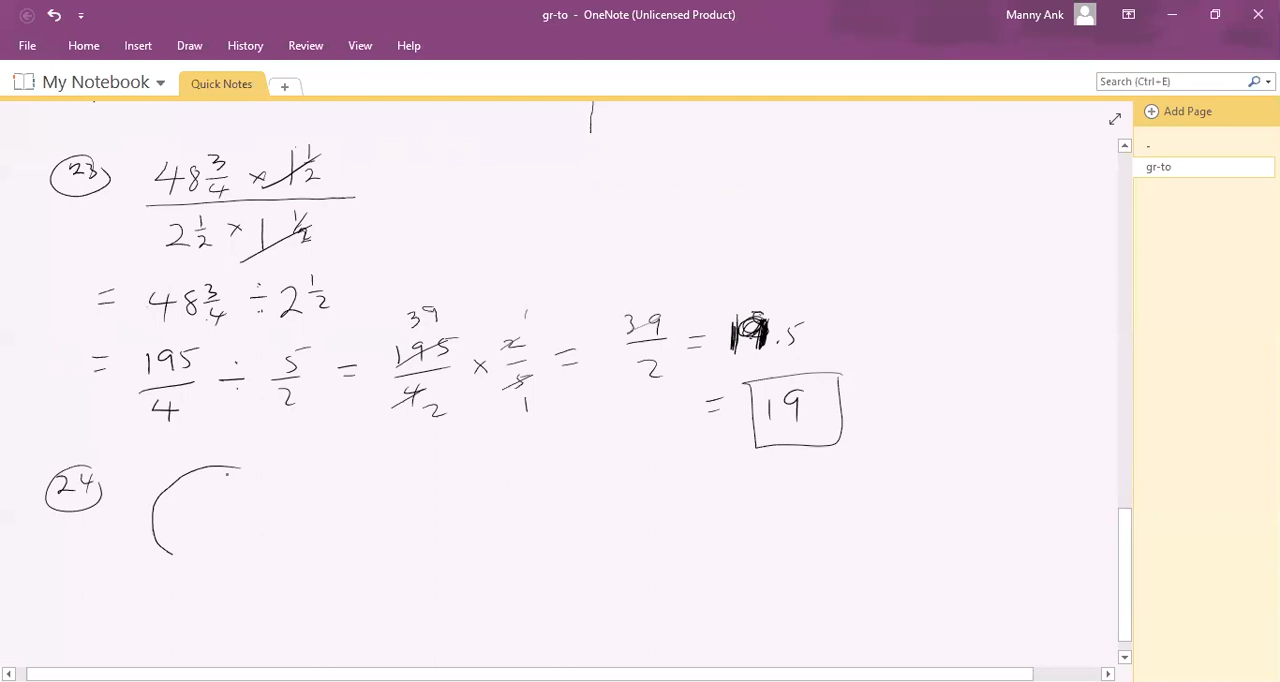 gr-to - OneNote (Unlicensed Product)
Manny Ank
File Home Insert Draw History Review View Help
My Notebook
Quick Notes
+
Search (Ctrl+E)
Add Page
-
gr-to
23 48 3/4 × 1 1/2
2 1/2 × 1 1/2
= 48 3/4 ÷ 2 1/2
= 195/4 ÷ 5/2 = 39 195/4 2 × 1 2/5 1 = 39/2 = 19.5
= 19
24 (